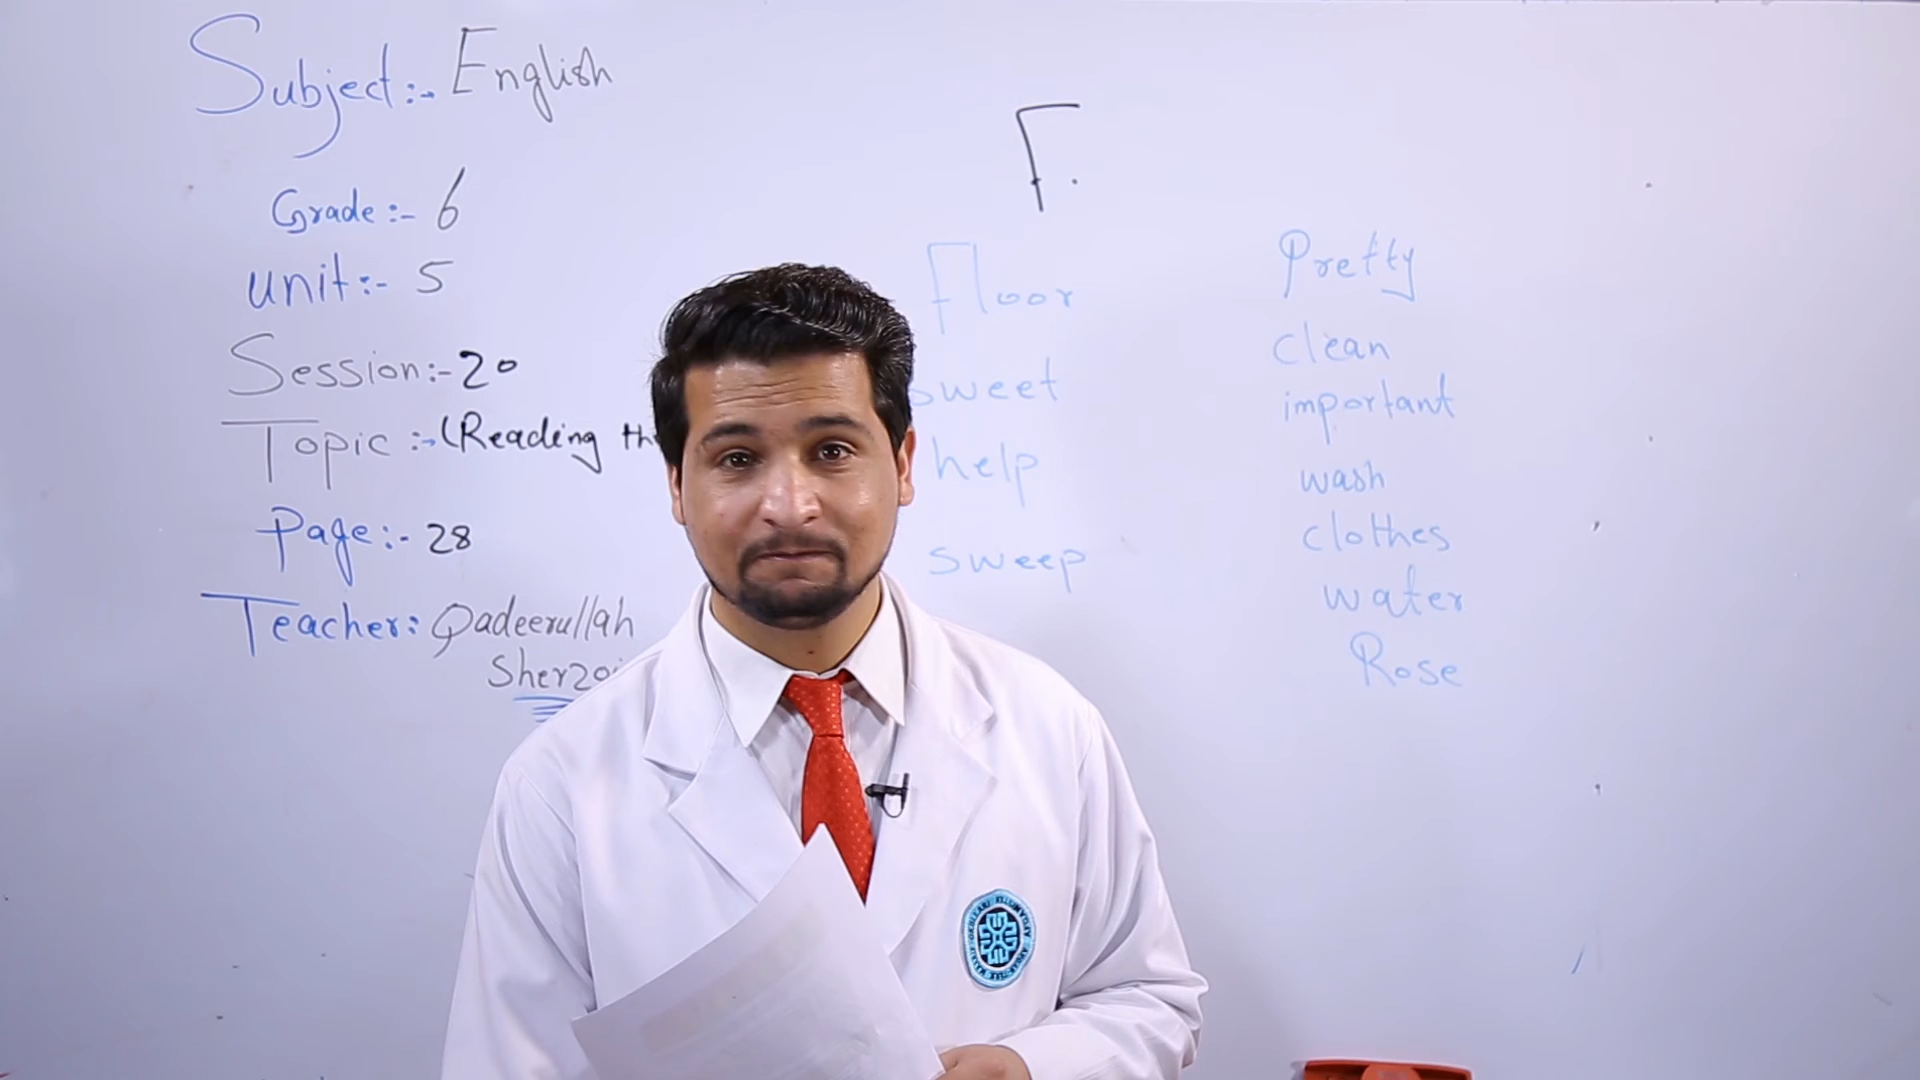 Subject:- English
Grade:- 6
unit:- 5
Session:- 20
Topic:- (Reading
Page:- 28
Teacher: Qadeerullah
F.
Floor
sweet
help
sweep
Pretty
clean
important
wash
clothes
water
Rose